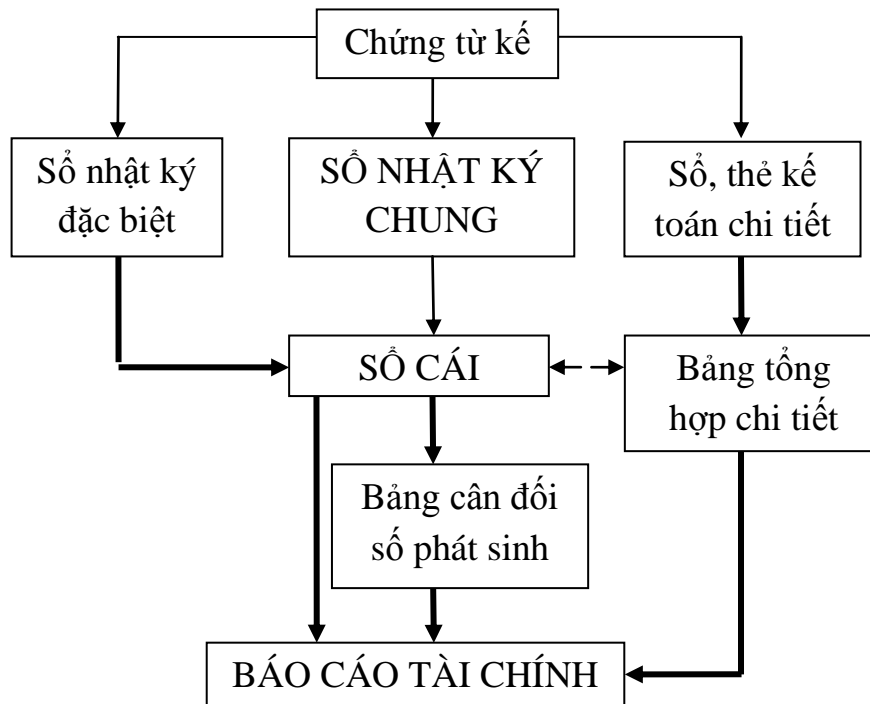 Chứng từ kế
Sổ nhật ký
đặc biệt
SỔ NHẬT KÝ
CHUNG
Sổ, thẻ kế
toán chi tiết
SỔ CÁI
Bảng tổng
hợp chi tiết
Bảng cân đối
số phát sinh
BÁO CÁO TÀI CHÍNH